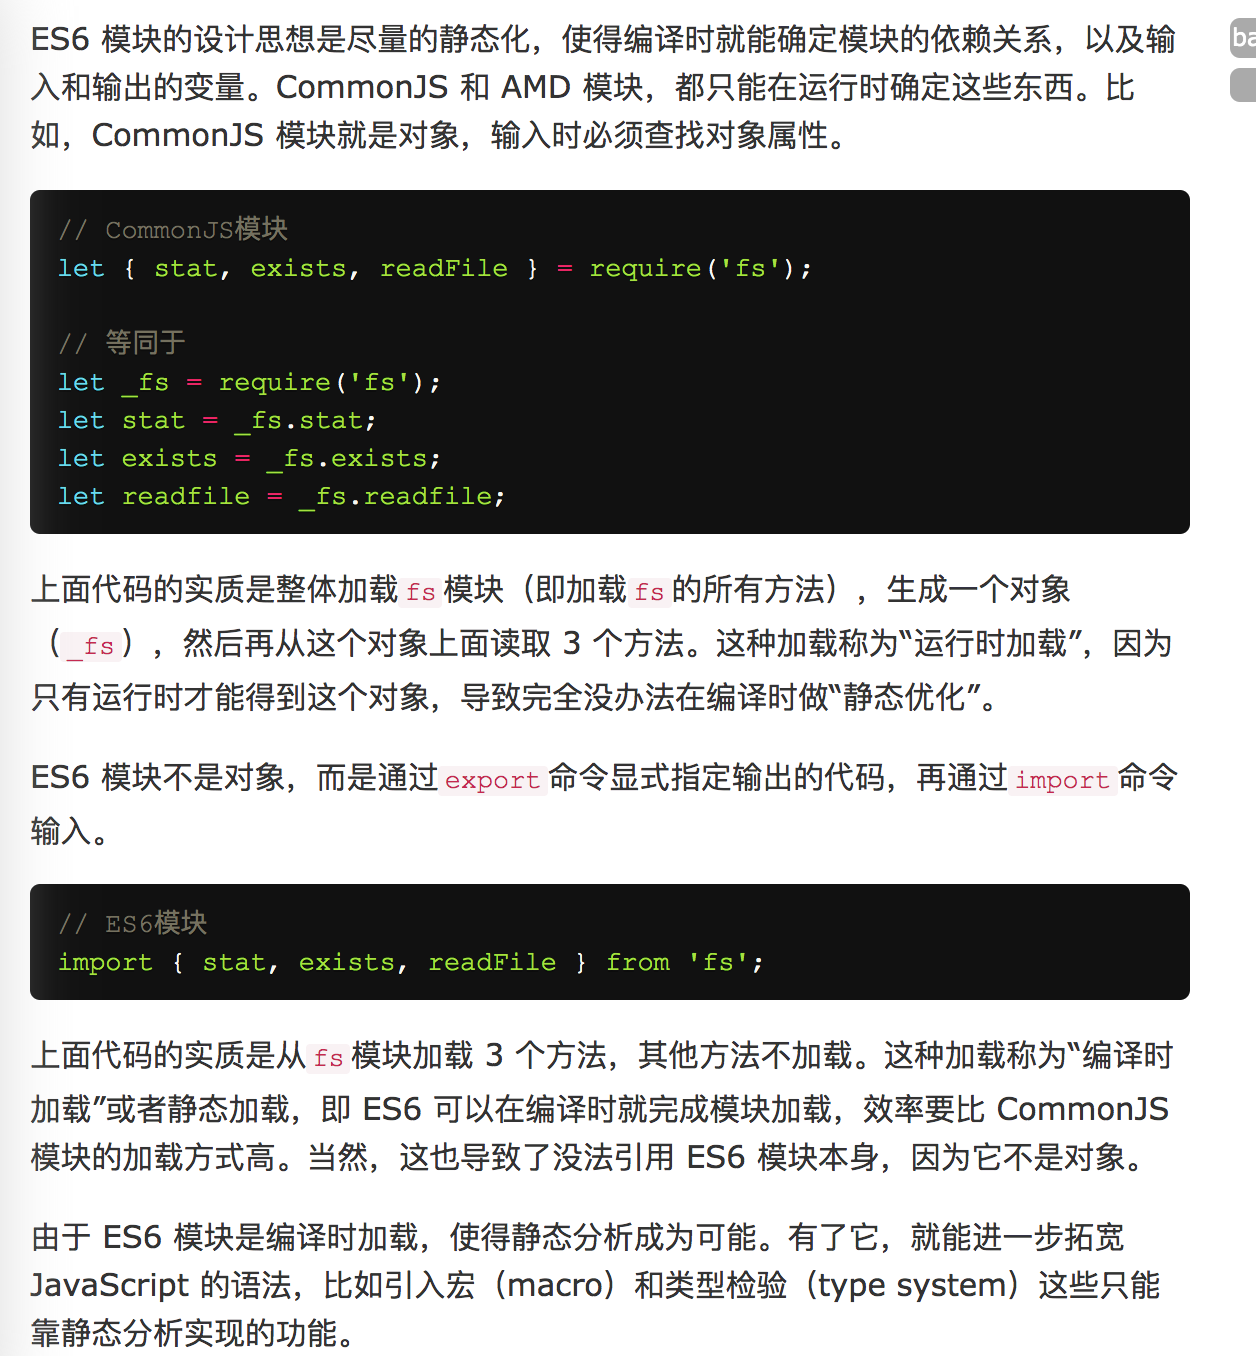 ES6 模块的设计思想是尽量的静态化，使得编译时就能确定模块的依赖关系，以及输
入和输出的变量。CommonJS 和 AMD 模块，都只能在运行时确定这些东西。比
如，CommonJS 模块就是对象，输入时必须查找对象属性。
// CommonJS模块
let { stat, exists, readFile } = require('fs');
// 等同于
let _fs = require('fs');
let stat = _fs.stat;
let exists = _fs.exists;
let readfile = _fs.readfile;
上面代码的实质是整体加载fs模块（即加载fs的所有方法），生成一个对象
（_fs），然后再从这个对象上面读取 3 个方法。这种加载称为“运行时加载”，因为
只有运行时才能得到这个对象，导致完全没办法在编译时做“静态优化”。
ES6 模块不是对象，而是通过export命令显式指定输出的代码，再通过import命令
输入。
// ES6模块
import { stat, exists, readFile } from 'fs';
上面代码的实质是从fs模块加载 3 个方法，其他方法不加载。这种加载称为“编译时
加载”或者静态加载，即 ES6 可以在编译时就完成模块加载，效率要比 CommonJS
模块的加载方式高。当然，这也导致了没法引用 ES6 模块本身，因为它不是对象。
由于 ES6 模块是编译时加载，使得静态分析成为可能。有了它，就能进一步拓宽
JavaScript 的语法，比如引入宏（macro）和类型检验（type system）这些只能
靠静态分析实现的功能。